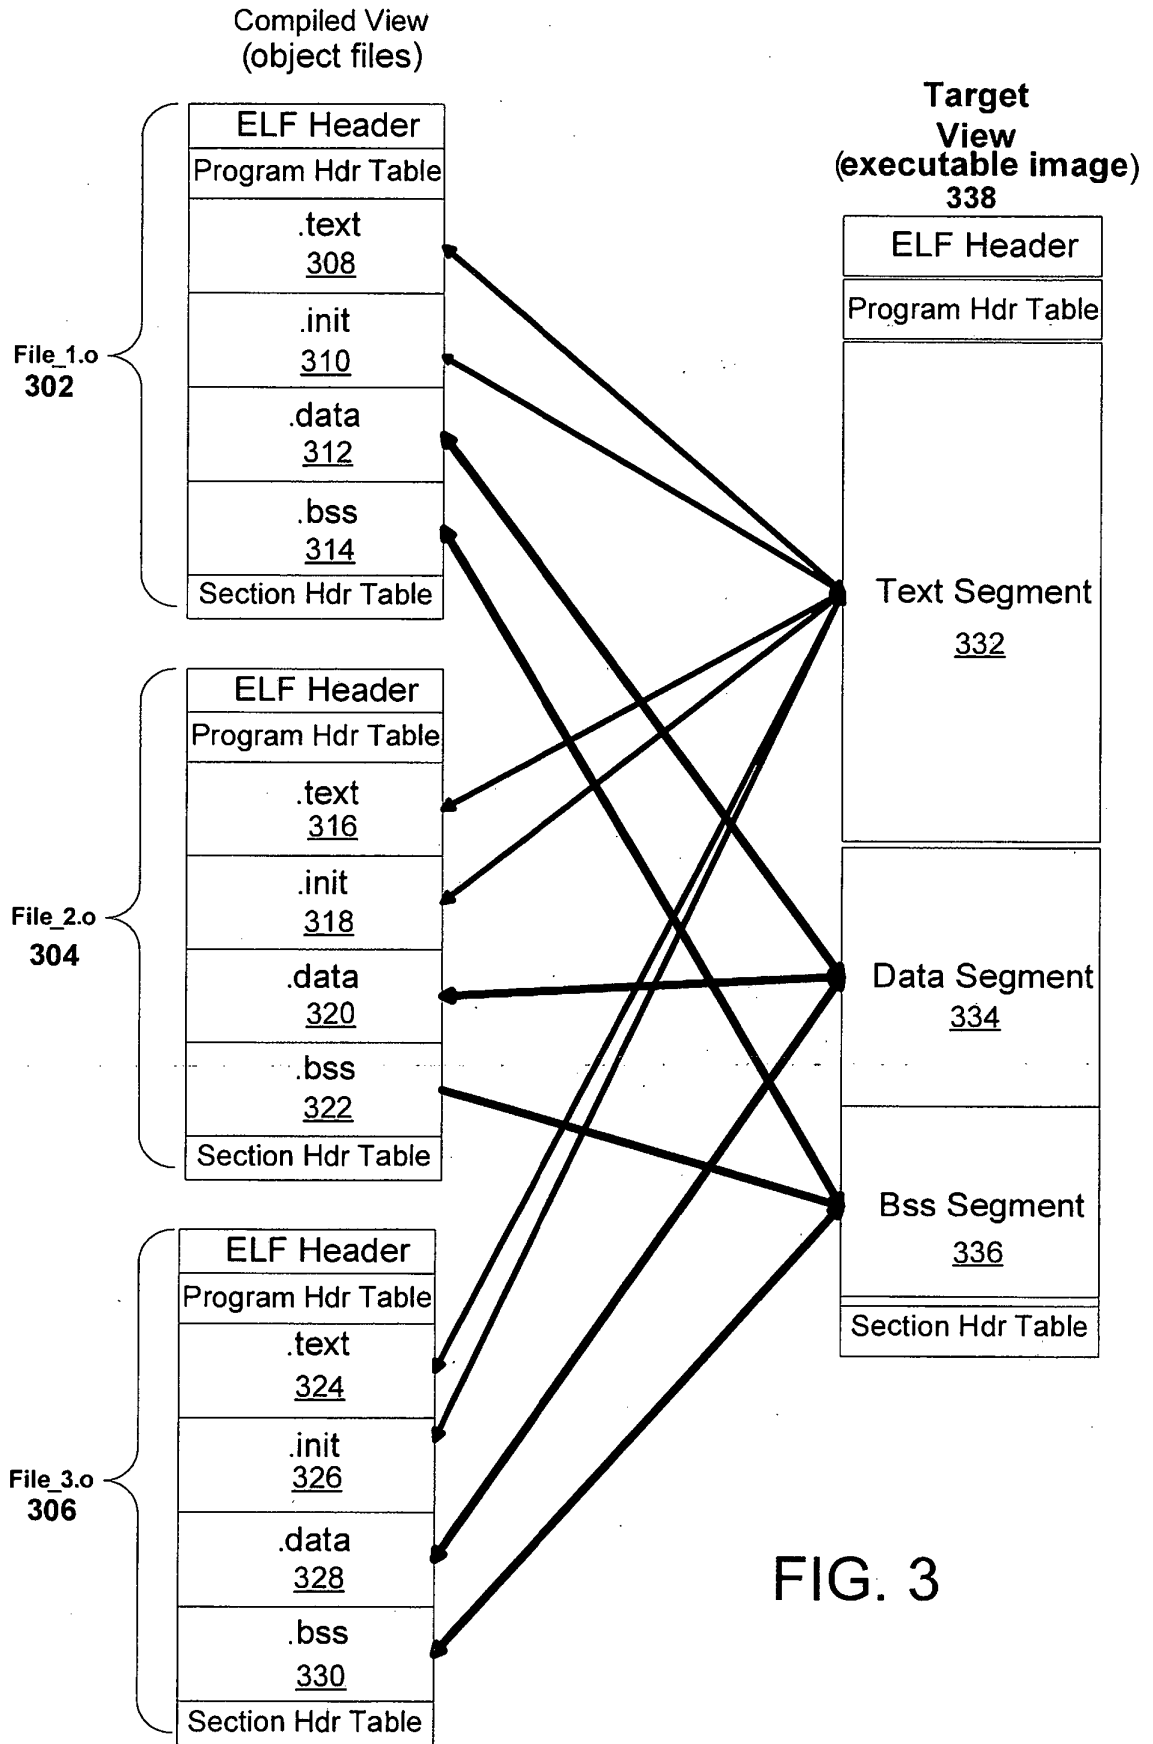 Compiled View
(object files)
ELF Header
Program Hdr Table
.text
308
.init
310
.data
312
.bss
314
Section Hdr Table
File_1.o
302
ELF Header
Program Hdr Table
.text
316
.init
318
.data
320
.bss
322
Section Hdr Table
File_2.o
304
ELF Header
Program Hdr Table
.text
324
.init
326
.data
328
.bss
330
Section Hdr Table
File_3.o
306
Target
View
(executable image)
338
ELF Header
Program Hdr Table
Text Segment
332
Data Segment
334
Bss Segment
336
Section Hdr Table
FIG. 3